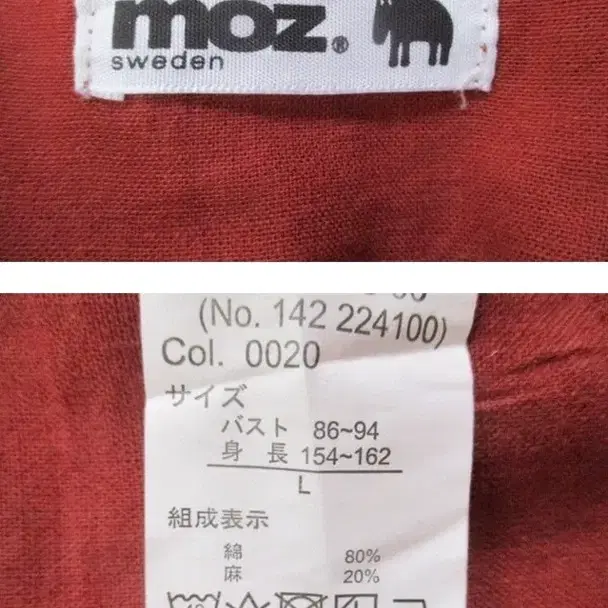 moz®
sweden
(No. 142 224100)
Col. 0020
サイズ
バスト 86~94
身長 154~162
L
組成表示
綿 80%
麻 20%